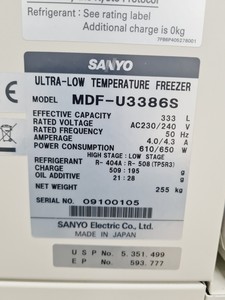 Refrigerant : See rating label
Additional charge is 0kg
7FB6P405276001
SANYO
ULTRA-LOW TEMPERATURE FREEZER
MODEL MDF-U3386S
EFFECTIVE CAPACITY 333 L
RATED VOLTAGE AC230/240 V
RATED FREQUENCY 50 Hz
AMPERE 4.0/4.3 A
POWER CONSUMPTION 610/650 W
HIGH STAGE : LOW STAGE
REFRIGERANT R- 404A : R- 508 (TP5R3)
CHARGE 509 : 195 g
OIL ADDITIVE 21 : 28 g
NET WEIGHT 255 kg
SERIAL NO. 09100105
SANYO Electric Co., Ltd.
MADE IN JAPAN
U S P No. 5, 351, 499
E P No. 593, 777